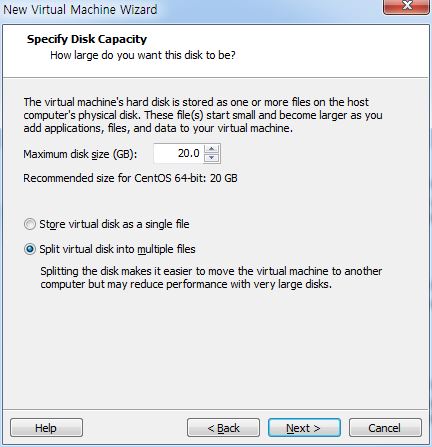 New Virtual Machine Wizard
Specify Disk Capacity
How large do you want this disk to be?
The virtual machine's hard disk is stored as one or more files on the host
computer's physical disk. These file(s) start small and become larger as you
add applications, files, and data to your virtual machine.
Maximum disk size (GB): 20.0
Recommended size for CentOS 64-bit: 20 GB
Store virtual disk as a single file
Split virtual disk into multiple files
Splitting the disk makes it easier to move the virtual machine to another
computer but may reduce performance with very large disks.
Help < Back Next > Cancel